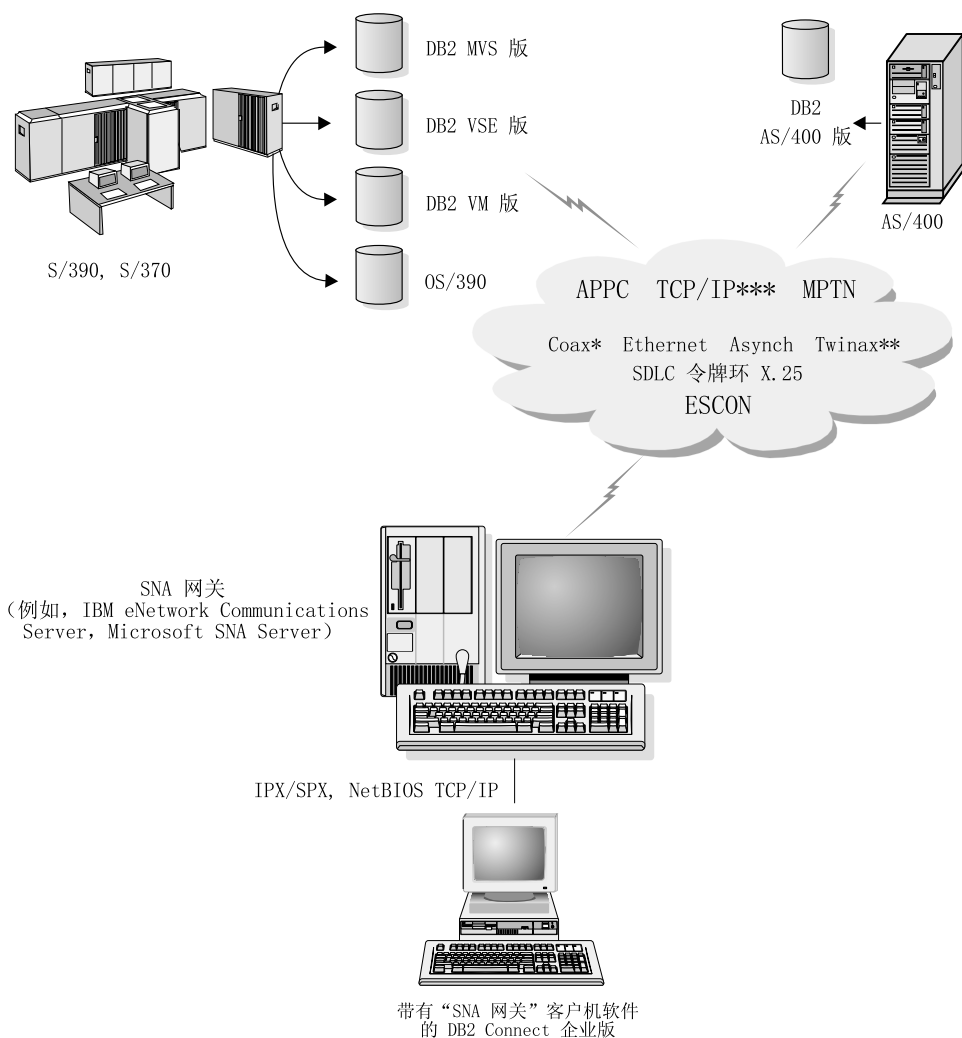 DB2 MVS 版
DB2 VSE 版
DB2 VM 版
OS/390
S/390, S/370
DB2
AS/400 版
AS/400
APPC TCP/IP*** MPTN
Coax* Ethernet Asynch Twinax**
SDLC 令牌环 X.25
ESCON
SNA 网关
（例如，IBM eNetwork Communications
Server，Microsoft SNA Server）
IPX/SPX, NetBIOS TCP/IP
带有“SNA 网关”客户机软件
的 DB2 Connect 企业版